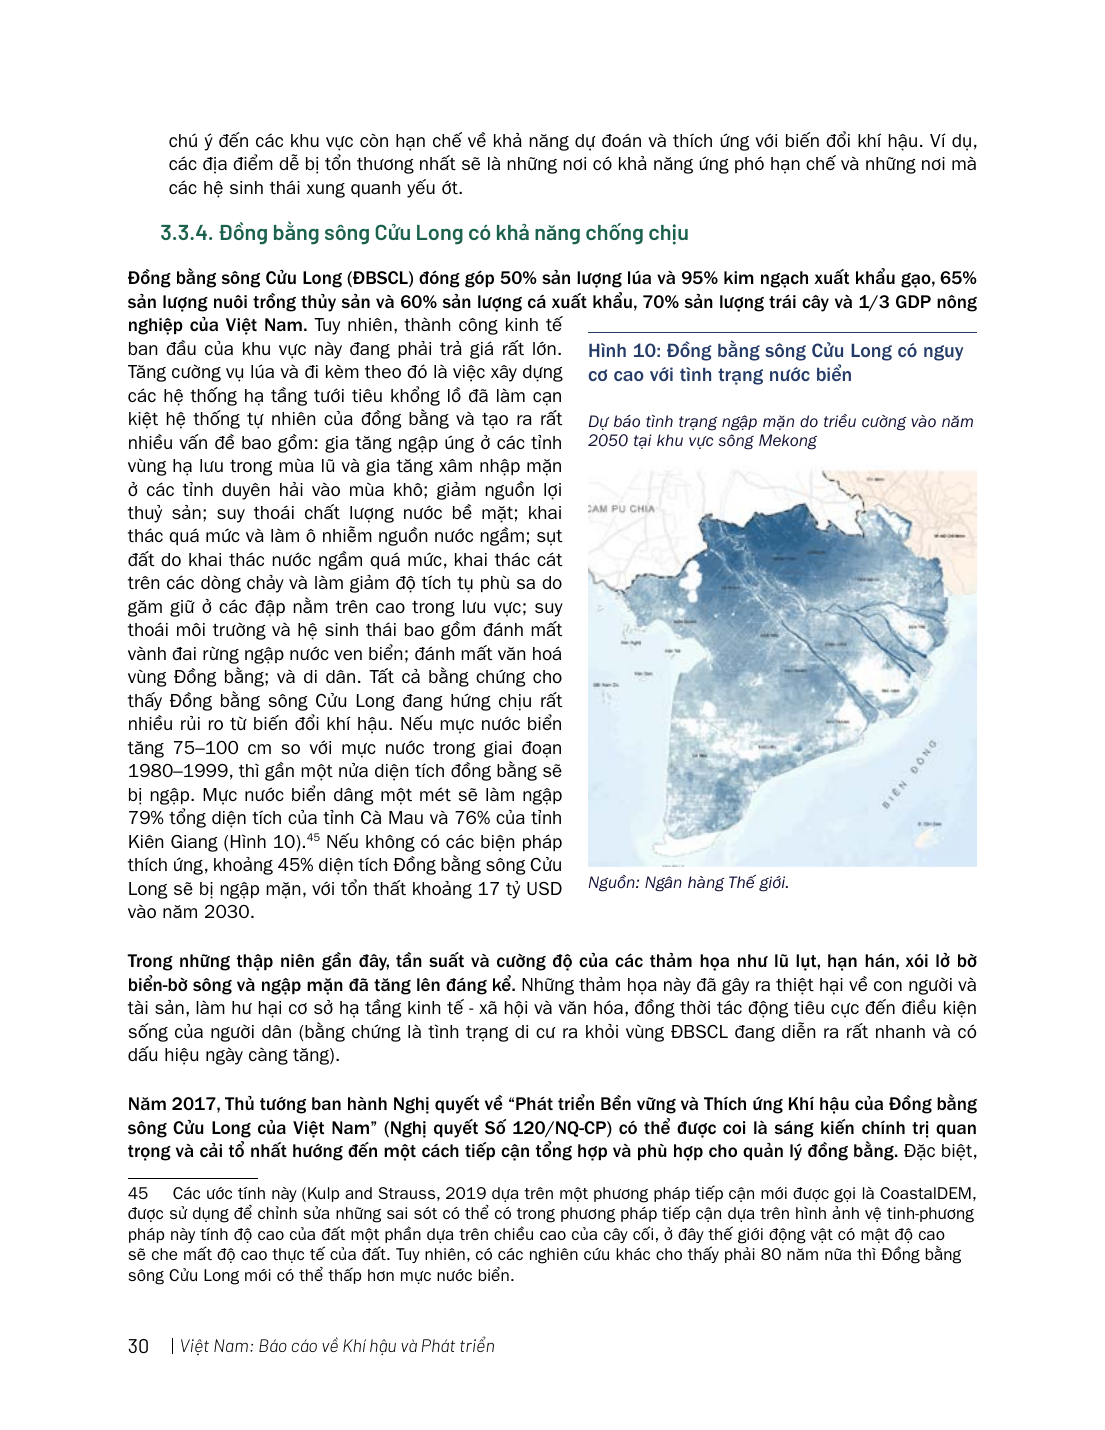 chú ý đến các khu vực còn hạn chế về khả năng dự đoán và thích ứng với biến đổi khí hậu. Ví dụ,
các địa điểm dễ bị tổn thương nhất sẽ là những nơi có khả năng ứng phó hạn chế và những nơi mà
các hệ sinh thái xung quanh yếu ớt.
3.3.4. Đồng bằng sông Cửu Long có khả năng chống chịu
Đồng bằng sông Cửu Long (ĐBSCL) đóng góp 50% sản lượng lúa và 95% kim ngạch xuất khẩu gạo, 65%
sản lượng nuôi trồng thủy sản và 60% sản lượng cá xuất khẩu, 70% sản lượng trái cây và 1/3 GDP nông
nghiệp của Việt Nam. Tuy nhiên, thành công kinh tế
ban đầu của khu vực này đang phải trả giá rất lớn.
Tăng cường vụ lúa và đi kèm theo đó là việc xây dựng
các hệ thống hạ tầng tưới tiêu khổng lồ đã làm cạn
kiệt hệ thống tự nhiên của đồng bằng và tạo ra rất
nhiều vấn đề bao gồm: gia tăng ngập úng ở các tỉnh
vùng hạ lưu trong mùa lũ và gia tăng xâm nhập mặn
ở các tỉnh duyên hải vào mùa khô; giảm nguồn lợi
thuỷ sản; suy thoái chất lượng nước bề mặt; khai
thác quá mức và làm ô nhiễm nguồn nước ngầm; sụt
đất do khai thác nước ngầm quá mức, khai thác cát
trên các dòng chảy và làm giảm độ tích tụ phù sa do
găm giữ ở các đập nằm trên cao trong lưu vực; suy
thoái môi trường và hệ sinh thái bao gồm đánh mất
vành đai rừng ngập nước ven biển; đánh mất văn hoá
vùng Đồng bằng; và di dân. Tất cả bằng chứng cho
thấy Đồng bằng sông Cửu Long đang hứng chịu rất
nhiều rủi ro từ biến đổi khí hậu. Nếu mực nước biển
tăng 75–100 cm so với mực nước trong giai đoạn
1980–1999, thì gần một nửa diện tích đồng bằng sẽ
bị ngập. Mực nước biển dâng một mét sẽ làm ngập
79% tổng diện tích của tỉnh Cà Mau và 76% của tỉnh
Kiên Giang (Hình 10).45 Nếu không có các biện pháp
thích ứng, khoảng 45% diện tích Đồng bằng sông Cửu
Long sẽ bị ngập mặn, với tổn thất khoảng 17 tỷ USD
vào năm 2030.
Hình 10: Đồng bằng sông Cửu Long có nguy
cơ cao với tình trạng nước biển
Dự báo tình trạng ngập mặn do triều cường vào năm
2050 tại khu vực sông Mekong
CAM PU CHIA
BIỂN ĐÔNG
Nguồn: Ngân hàng Thế giới.
Trong những thập niên gần đây, tần suất và cường độ của các thảm họa như lũ lụt, hạn hán, xói lở bờ
biển-bờ sông và ngập mặn đã tăng lên đáng kể. Những thảm họa này đã gây ra thiệt hại về con người và
tài sản, làm hư hại cơ sở hạ tầng kinh tế - xã hội và văn hóa, đồng thời tác động tiêu cực đến điều kiện
sống của người dân (bằng chứng là tình trạng di cư ra khỏi vùng ĐBSCL đang diễn ra rất nhanh và có
dấu hiệu ngày càng tăng).
Năm 2017, Thủ tướng ban hành Nghị quyết về “Phát triển Bền vững và Thích ứng Khí hậu của Đồng bằng
sông Cửu Long của Việt Nam” (Nghị quyết Số 120/NQ-CP) có thể được coi là sáng kiến chính trị quan
trọng và cải tổ nhất hướng đến một cách tiếp cận tổng hợp và phù hợp cho quản lý đồng bằng. Đặc biệt,
45 Các ước tính này (Kulp and Strauss, 2019 dựa trên một phương pháp tiếp cận mới được gọi là CoastalDEM,
được sử dụng để chỉnh sửa những sai sót có thể có trong phương pháp tiếp cận dựa trên hình ảnh vệ tinh-phương
pháp này tính độ cao của đất một phần dựa trên chiều cao của cây cối, ở đây thế giới động vật có mật độ cao
sẽ che mất độ cao thực tế của đất. Tuy nhiên, có các nghiên cứu khác cho thấy phải 80 năm nữa thì Đồng bằng
sông Cửu Long mới có thể thấp hơn mực nước biển.
30 | Việt Nam: Báo cáo về Khí hậu và Phát triển